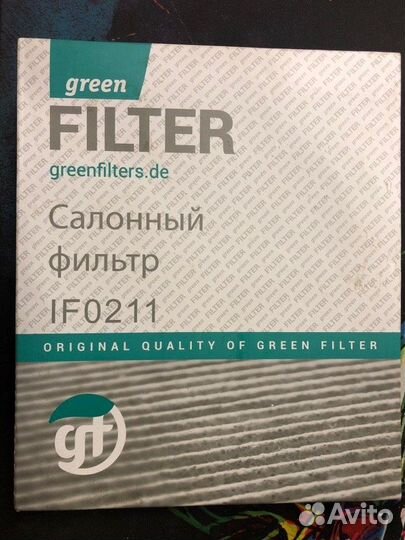 green
FILTER
greenfilters.de
Салонный
фильтр
IF0211
ORIGINAL QUALITY OF GREEN FILTER
gf
Avito